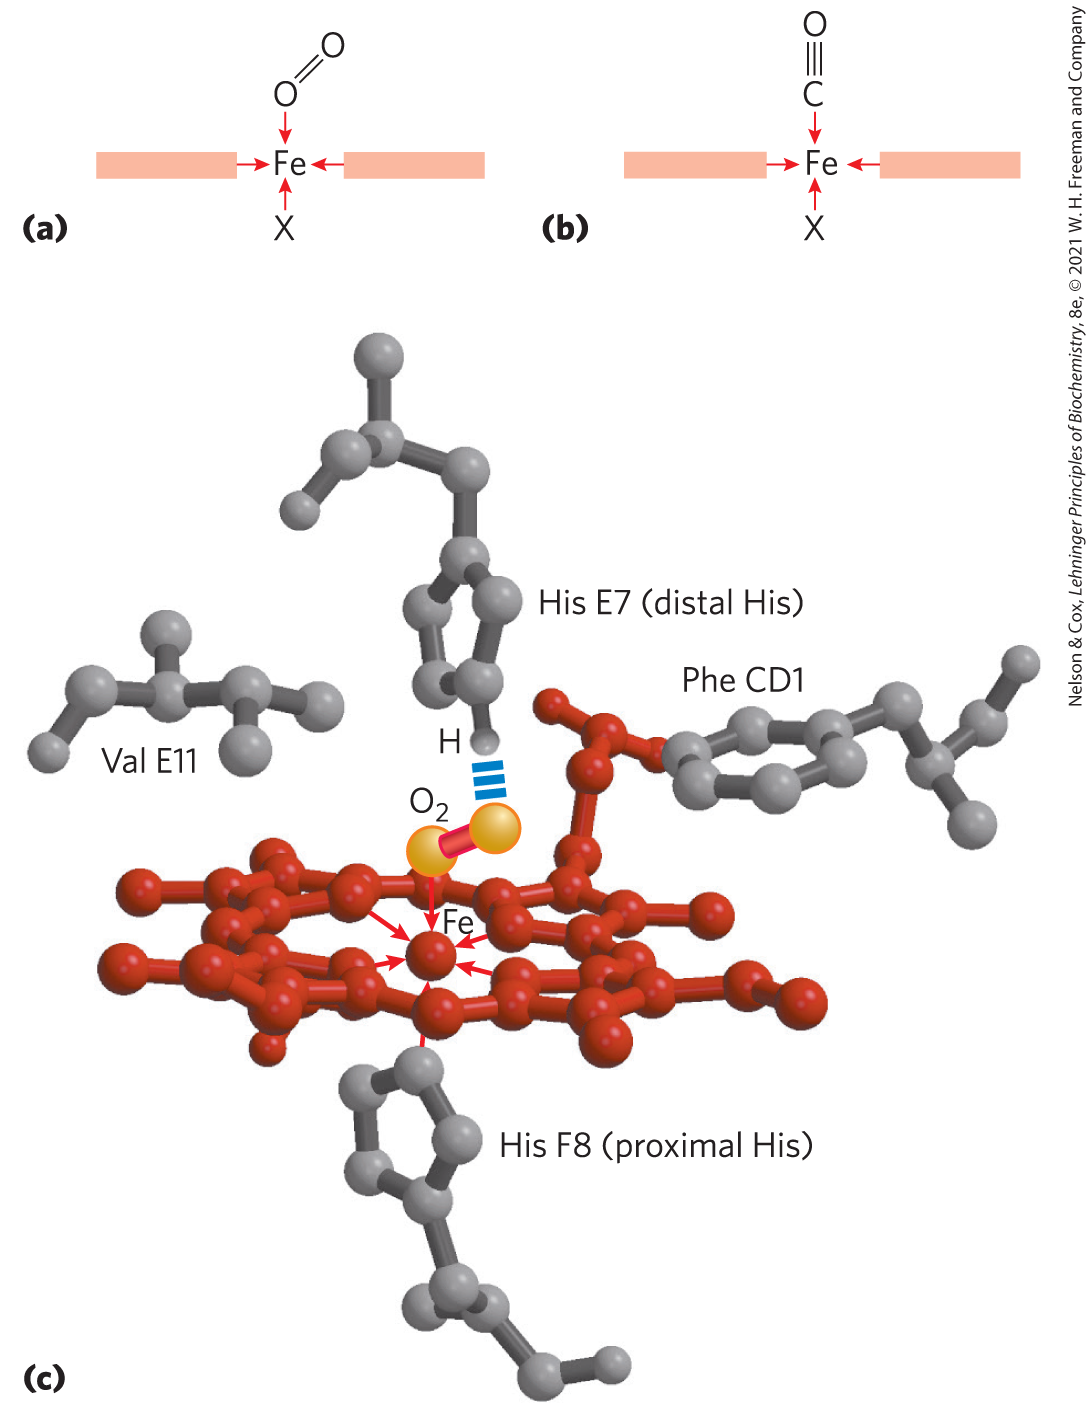 O
O
Fe
X
(a)
O
C
Fe
X
(b)
His E7 (distal His)
Phe CD1
H
Val E11
O₂
Fe
His F8 (proximal His)
(c)
Nelson & Cox, Lehninger Principles of Biochemistry, 8e, © 2021 W. H. Freeman and Company